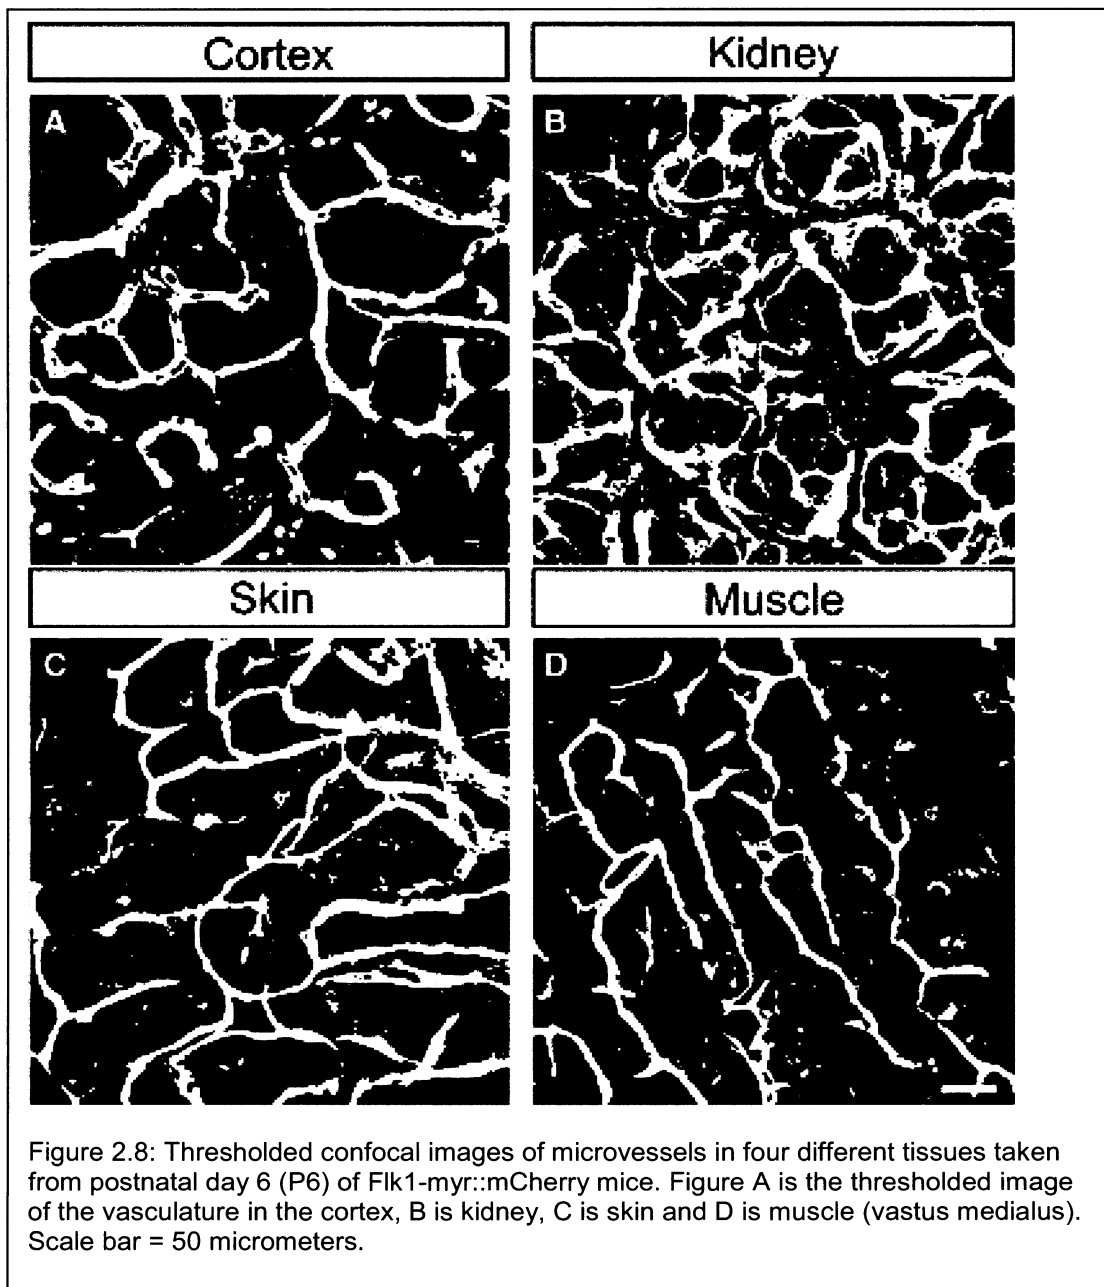 Cortex
Kidney
A
B
Skin
Muscle
C
D
Figure 2.8: Thresholded confocal images of microvessels in four different tissues taken
from postnatal day 6 (P6) of Flk1-myr::mCherry mice. Figure A is the thresholded image
of the vasculature in the cortex, B is kidney, C is skin and D is muscle (vastus medialus).
Scale bar = 50 micrometers.